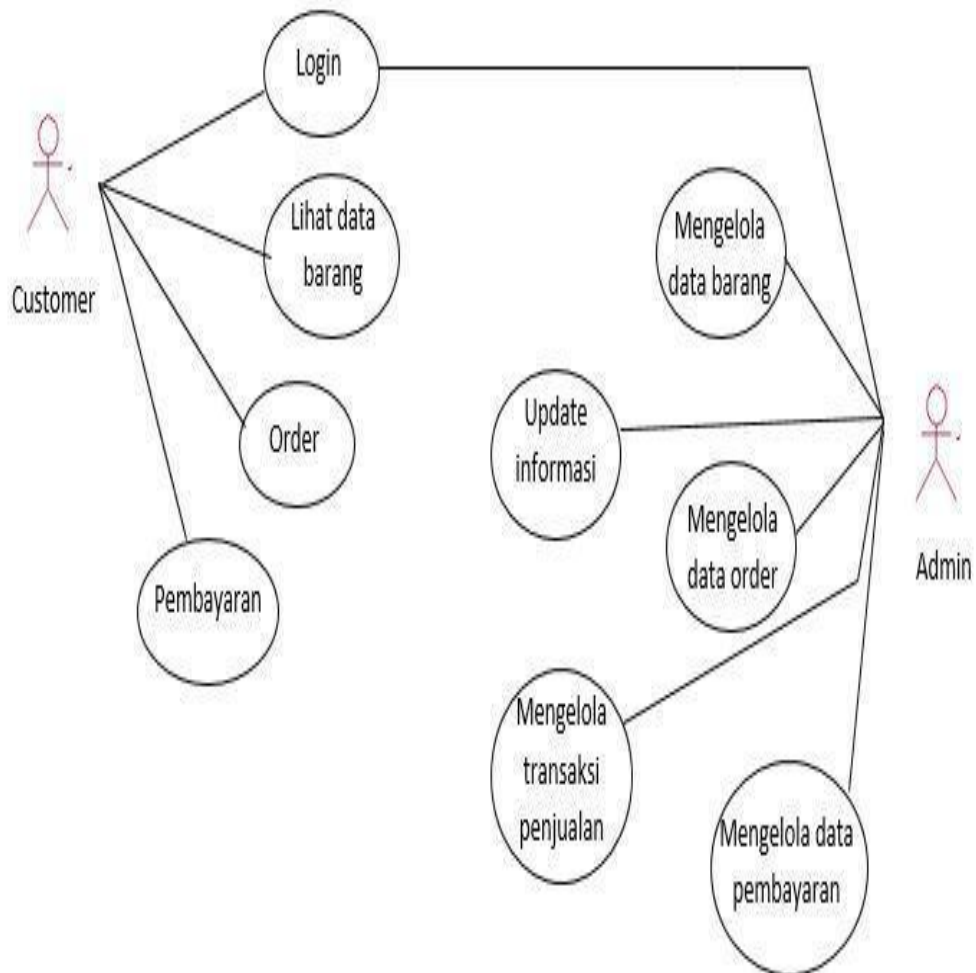 Login
Lihat data
barang
Customer
Order
Pembayaran
Mengelola
data barang
Update
informasi
Mengelola
data order
Admin
Mengelola
transaksi
penjualan
Mengelola data
pembayaran